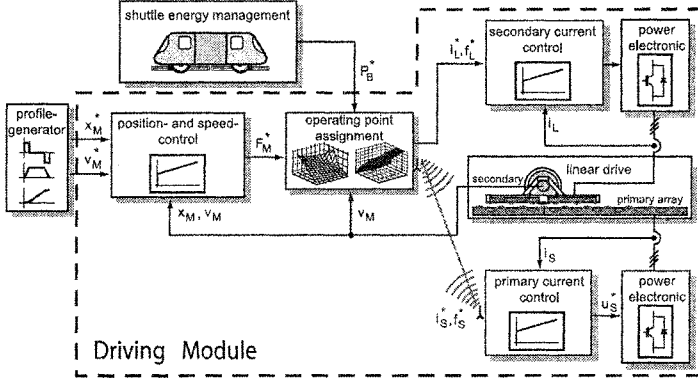 shuttle energy management
P_B^*
profile-
generator
x_M^*
v_M^*
position- and speed-
control
F_M^*
operating point
assignment
x_M, v_M
v_M
i_L^*, f_L^*
secondary current
control
power
electronic
i_L
linear drive
secondary
primary array
i_S
i_S^*, f_S^*
primary current
control
u_S^*
power
electronic
Driving Module